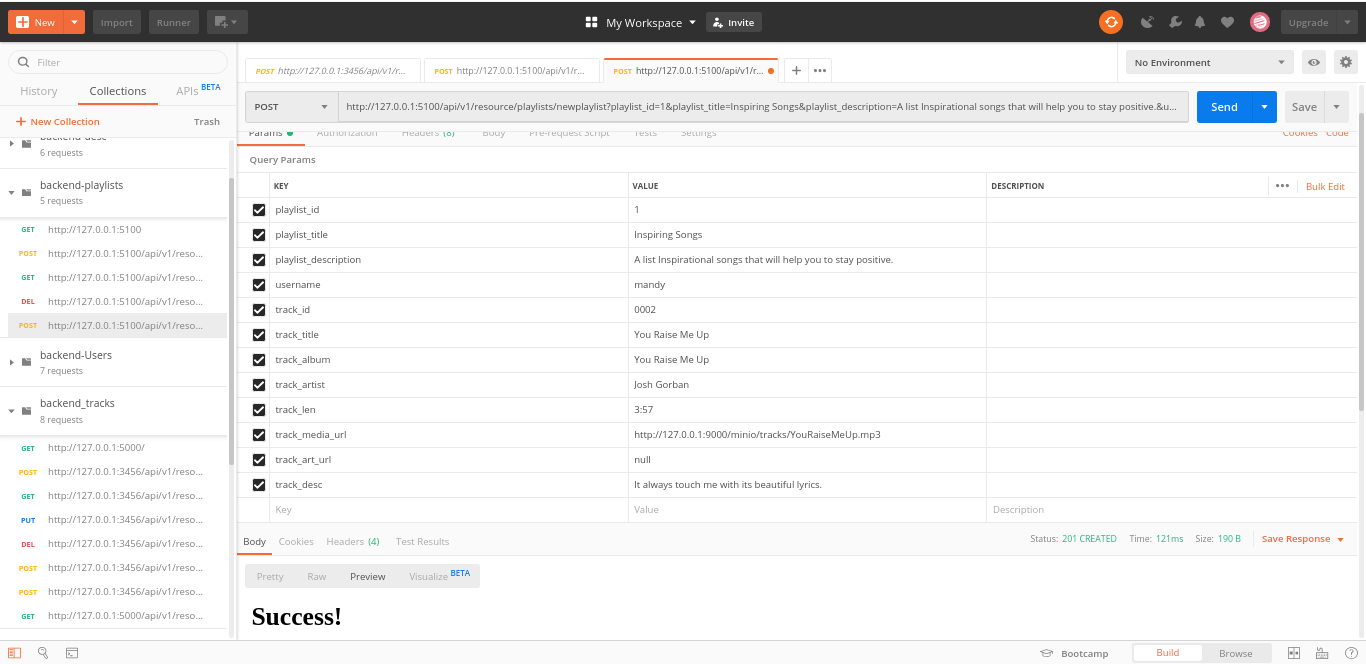 New
Import
Runner
My Workspace
Invite
Upgrade
Filter
History
Collections
APIs BETA
+ New Collection
Trash
backend-desc
6 requests
backend-playlists
5 requests
GET http://127.0.0.1:5100
POST http://127.0.0.1:5100/api/v1/reso...
GET http://127.0.0.1:5100/api/v1/reso...
DEL http://127.0.0.1:5100/api/v1/reso...
POST http://127.0.0.1:5100/api/v1/reso...
backend-Users
7 requests
backend_tracks
8 requests
GET http://127.0.0.1:5000/
POST http://127.0.0.1:3456/api/v1/reso...
GET http://127.0.0.1:3456/api/v1/reso...
PUT http://127.0.0.1:3456/api/v1/reso...
DEL http://127.0.0.1:3456/api/v1/reso...
POST http://127.0.0.1:3456/api/v1/reso...
POST http://127.0.0.1:3456/api/v1/reso...
GET http://127.0.0.1:5000/api/v1/reso...
POST http://127.0.0.1:3456/api/v1/r...
POST http://127.0.0.1:5100/api/v1/r...
POST http://127.0.0.1:5100/api/v1/r...
No Environment
POST
http://127.0.0.1:5100/api/v1/resource/playlists/newplaylist?playlist_id=1&playlist_title=Inspiring Songs&playlist_description=A list Inspirational songs that will help you to stay positive.&u...
Send
Save
Params
Authorization
Headers (8)
Body
Pre-request Script
Tests
Settings
Cookies
Code
Query Params
KEY VALUE DESCRIPTION
Bulk Edit
playlist_id 1
playlist_title Inspiring Songs
playlist_description A list Inspirational songs that will help you to stay positive.
username mandy
track_id 0002
track_title You Raise Me Up
track_album You Raise Me Up
track_artist Josh Gorban
track_len 3:57
track_media_url http://127.0.0.1:9000/minio/tracks/YouRaiseMeUp.mp3
track_art_url null
track_desc It always touch me with its beautiful lyrics.
Key Value Description
Body
Cookies
Headers (4)
Test Results
Status: 201 CREATED
Time: 121ms
Size: 190 B
Save Response
Pretty
Raw
Preview
Visualize BETA
Success!
Bootcamp
Build
Browse